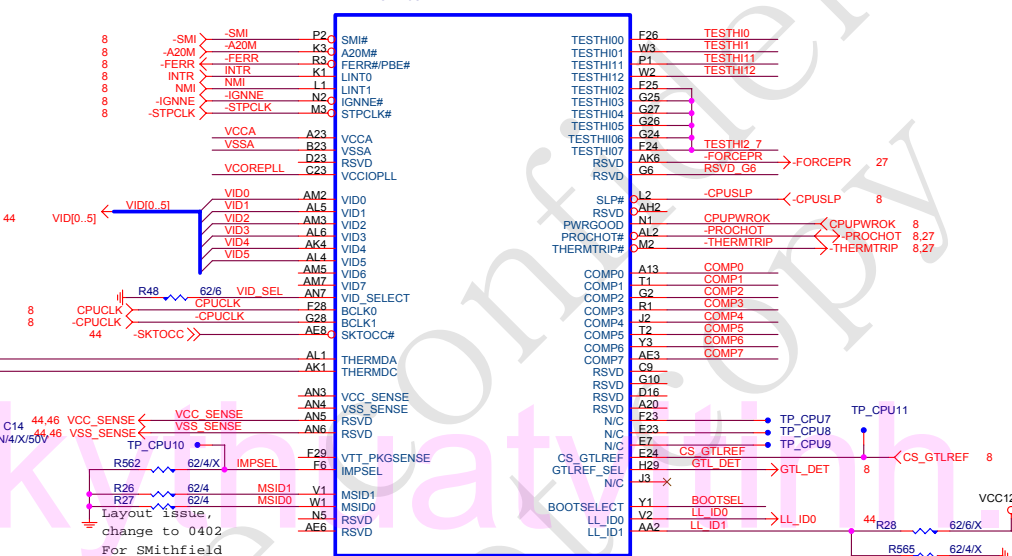 8 -SMI -SMI P2 SMI# TESTHI00 F26 TESTHI0
8 -A20M -A20M K3 A20M# TESTHI01 W3 TESTHI1
8 -FERR -FERR R3 FERR#/PBE# TESTHI11 P1 TESTHI11
8 INTR INTR K1 LINT0 TESTHI12 W2 TESTHI12
8 NMI NMI L1 LINT1 TESTHI02 F25
8 -IGNNE -IGNNE N2 IGNNE# TESTHI03 G25
8 -STPCLK -STPCLK M3 STPCLK# TESTHI04 G27
TESTHI05 G26
VCCA A23 VCCA TESTHII06 G24
VSSA B23 VSSA TESTHI07 F24 TESTHI2_7
D23 RSVD RSVD AK6 -FORCEPR -FORCEPR 27
VCOREPLL C23 VCCIOPLL RSVD G6 RSVD_G6
VID0 AM2 VID0 SLP# L2 -CPUSLP -CPUSLP 8
44 VID[0..5] VID[0..5] VID1 AL5 VID1 RSVD AH2
VID2 AM3 VID2 PWRGOOD N1 CPUPWROK CPUPWROK 8
VID3 AL6 VID3 PROCHOT# AL2 -PROCHOT -PROCHOT 8,27
VID4 AK4 VID4 THERMTRIP# M2 -THERMTRIP -THERMTRIP 8,27
VID5 AL4 VID5
AM5 VID6 COMP0 A13 COMP0
AM7 VID7 COMP1 T1 COMP1
R48 62/6 VID_SEL AN7 VID_SELECT COMP2 G2 COMP2
8 CPUCLK CPUCLK F28 BCLK0 COMP3 R1 COMP3
8 -CPUCLK -CPUCLK G28 BCLK1 COMP4 J2 COMP4
44 -SKTOCC AE8 SKTOCC# COMP5 T2 COMP5
COMP6 Y3 COMP6
AL1 THERMDA COMP7 AE3 COMP7
AK1 THERMDC RSVD C9
RSVD G10
AN3 VCC_SENSE RSVD D16
AN4 VSS_SENSE RSVD A20
44,46 VCC_SENSE VCC_SENSE AN5 RSVD N/C F23 TP_CPU7
C14 44,46 VSS_SENSE VSS_SENSE AN6 RSVD N/C E23 TP_CPU8
N/4/X/50V
TP_CPU10 N/C E7 TP_CPU9 TP_CPU11
F29 VTT_PKGSENSE CS_GTLREF E24 CS_GTLREF CS_GTLREF 8
R562 62/4/X IMPSEL F6 IMPSEL GTLREF_SEL H29 GTL_DET GTL_DET 8
N/C J3
R26 62/4 MSID1 V1 MSID1
R27 62/4 MSID0 W1 MSID0 BOOTSELECT Y1 BOOTSEL VCC12
N5 RSVD LL_ID0 V2 LL_ID0 LL_ID0 44
AE6 RSVD LL_ID1 AA2 LL_ID1 R28 62/6/X
R565 62/6/X
Layout issue,
change to 0402
For SMithfield
kythuatvitinh.
Copy